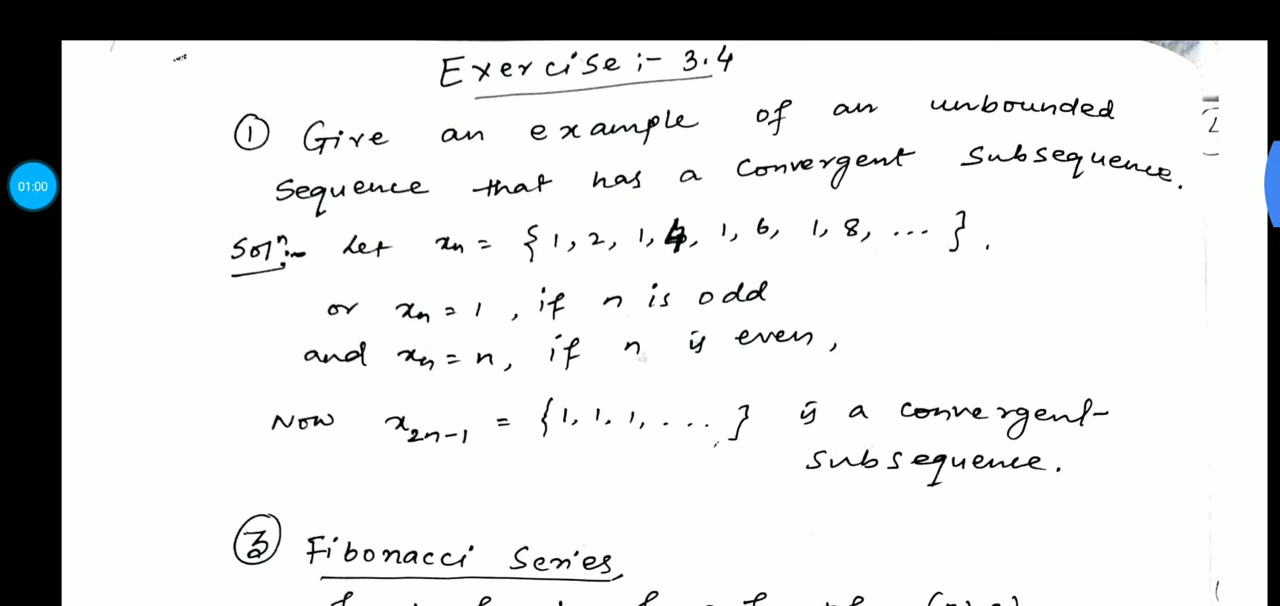 Exercise :- 3.4
① Give an example of an unbounded
sequence that has a convergent subsequence.
Solⁿ:- Let xₙ = {1, 2, 1, 4, 1, 6, 1, 8, ... }.
or xₙ = 1, if n is odd
and xₙ = n, if n is even,
01:00
Now x₂ₙ₋₁ = {1, 1, 1, ....} is a convergent
subsequence.
③ Fibonacci Series,